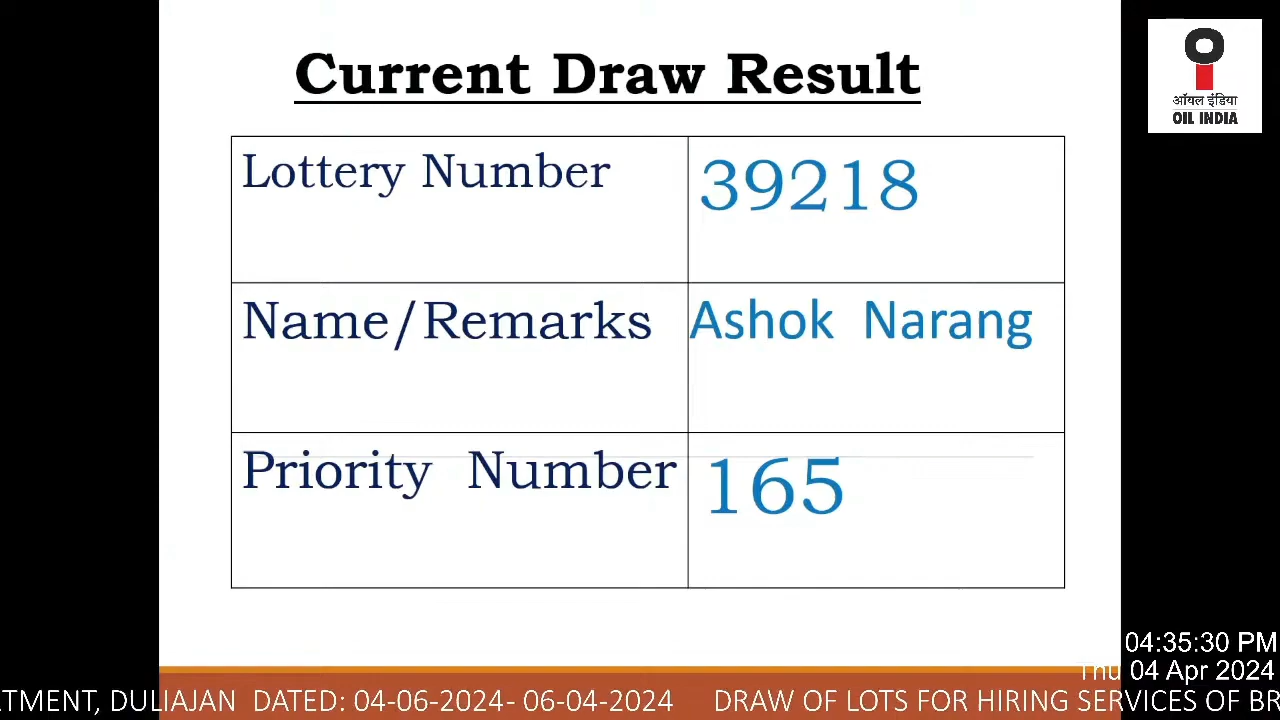 Current Draw Result
ऑयल इंडिया
OIL INDIA
Lottery Number 39218
Name/Remarks Ashok Narang
Priority Number 165
04:35:30 PM
Thu 04 Apr 2024
ATMENT, DULIAJAN DATED: 04-06-2024- 06-04-2024 DRAW OF LOTS FOR HIRING SERVICES OF BR